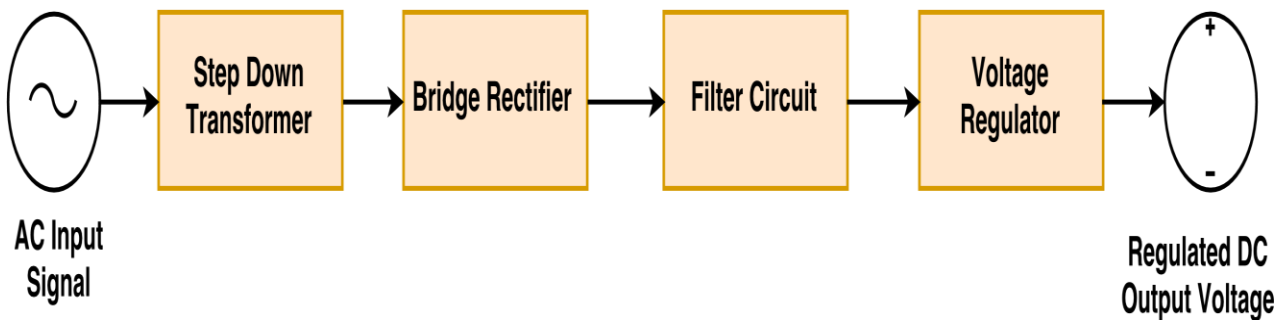 Step Down
Transformer
Bridge Rectifier
Filter Circuit
Voltage
Regulator
+
-
AC Input
Signal
Regulated DC
Output Voltage